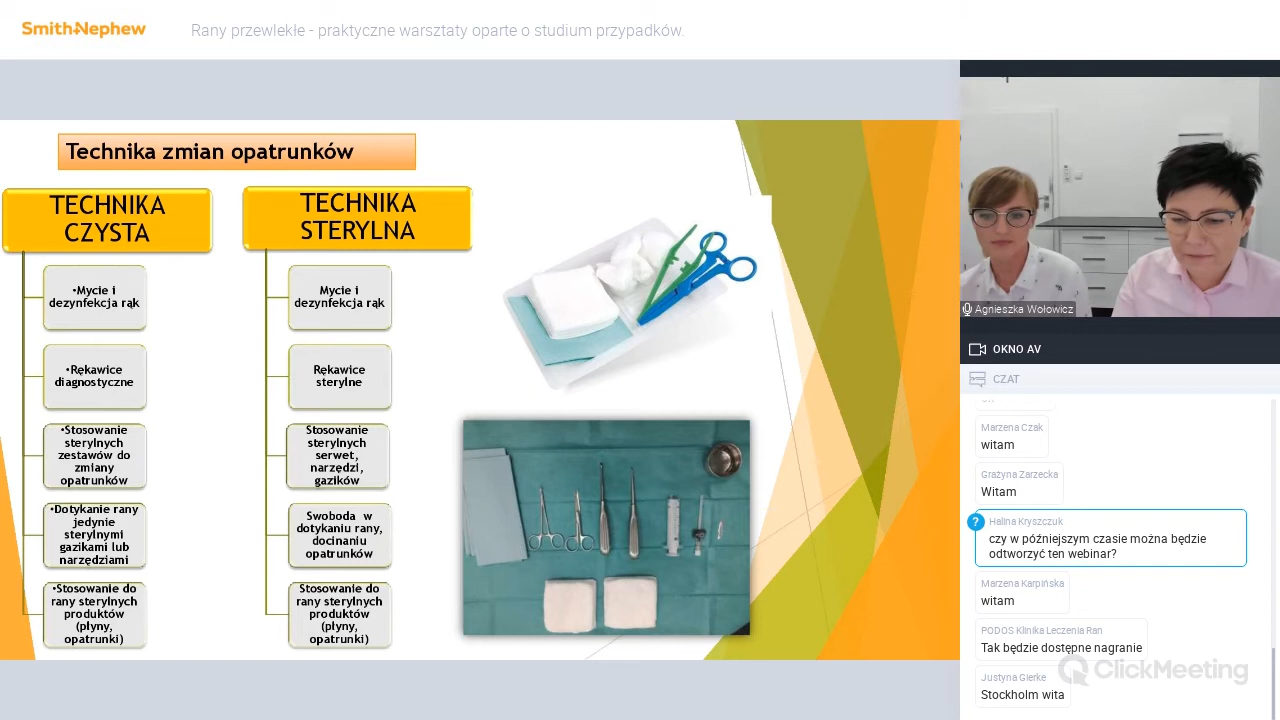 Smith+Nephew
Rany przewlekłe - praktyczne warsztaty oparte o studium przypadków.
Technika zmian opatrunków
TECHNIKA
CZYSTA
•Mycie i
dezynfekcja rąk
•Rękawice
diagnostyczne
•Stosowanie
sterylnych
zestawów do
zmiany
opatrunków
•Dotykanie rany
jedynie
sterylnymi
gazikami lub
narzędziami
•Stosowanie do
rany sterylnych
produktów
(płyny,
opatrunki)
TECHNIKA
STERYLNA
Mycie i
dezynfekcja rąk
Rękawice
sterylne
Stosowanie
sterylnych
serwet,
narzędzi,
gazików
Swoboda w
dotykaniu rany,
docinaniu
opatrunków
Stosowanie do
rany sterylnych
produktów
(płyny,
opatrunki)
Agnieszka Wołowicz
OKNO AV
CZAT
Marzena Czak
witam
Grażyna Zarzecka
Witam
?
Halina Kryszczuk
czy w późniejszym czasie można będzie
odtworzyć ten webinar?
Marzena Karpińska
witam
PODOS Klinika Leczenia Ran
Tak będzie dostępne nagranie
Justyna Gierke
Stockholm wita
ClickMeeting